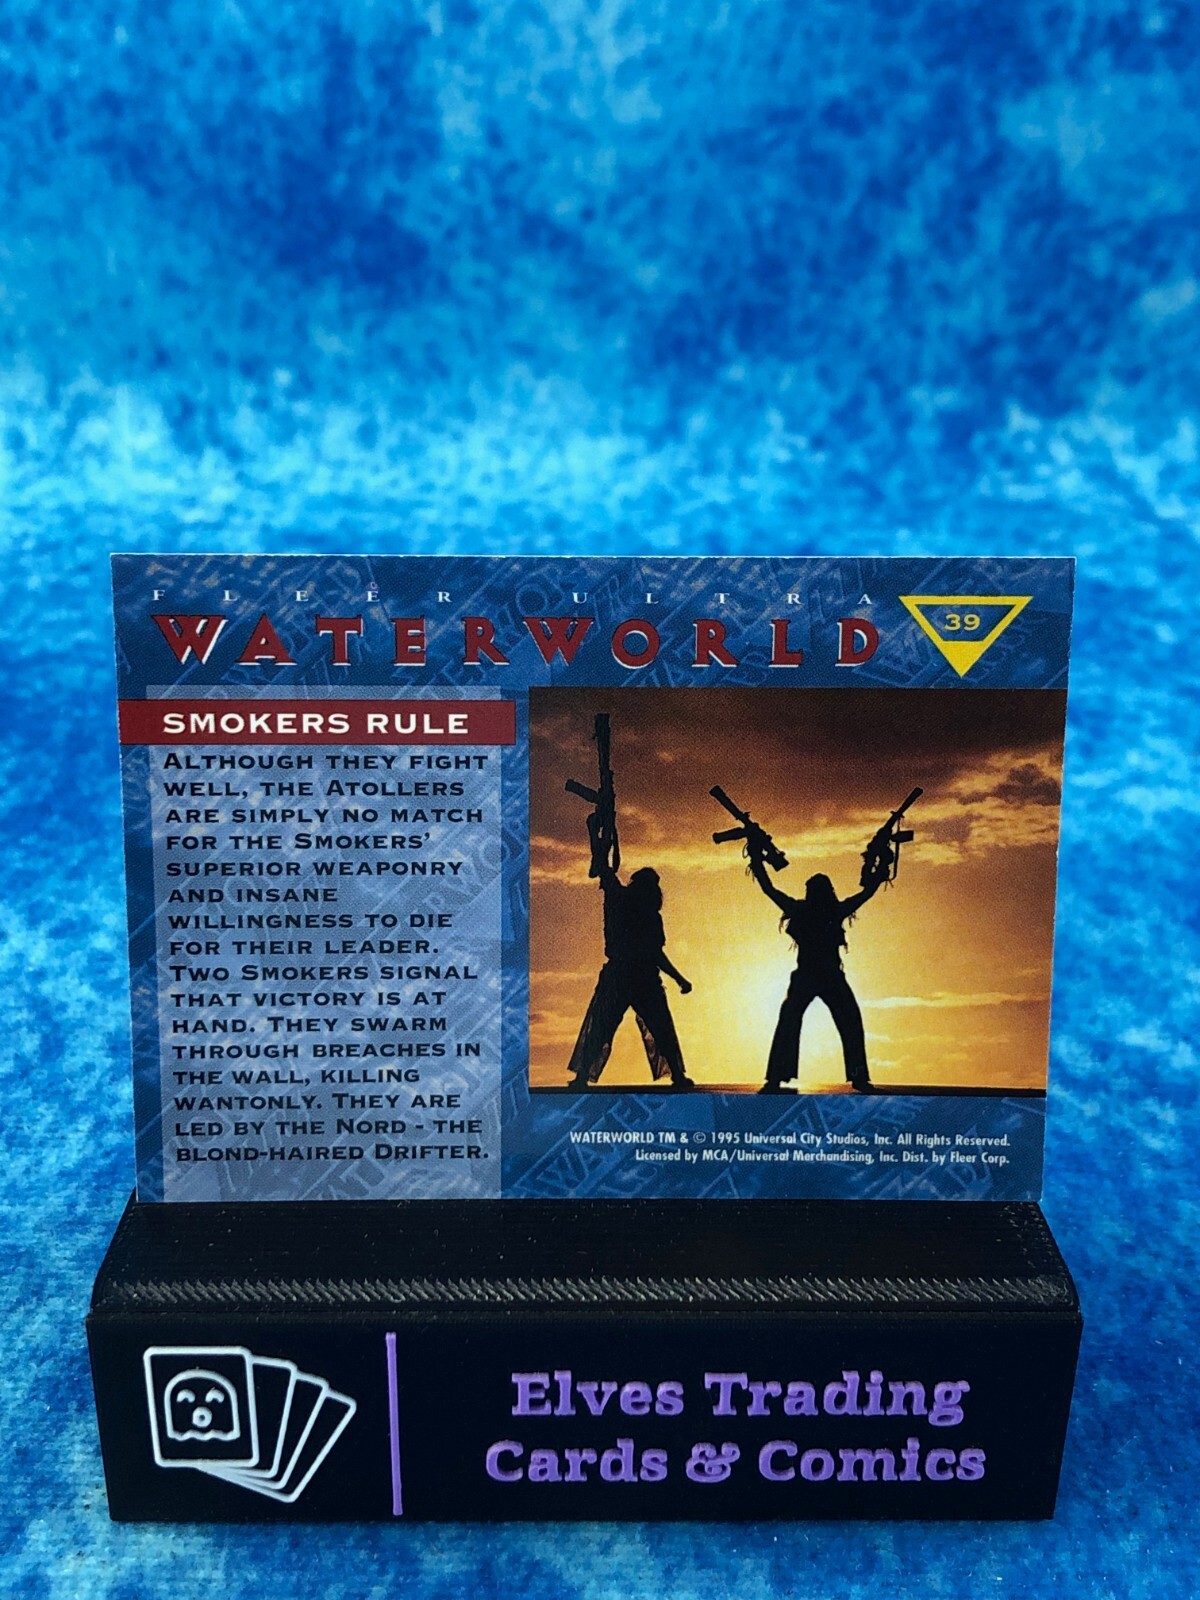 FLEER ULTRA
WATERWORLD
39
SMOKERS RULE
ALTHOUGH THEY FIGHT
WELL, THE ATOLLERS
ARE SIMPLY NO MATCH
FOR THE SMOKERS'
SUPERIOR WEAPONRY
AND INSANE
WILLINGNESS TO DIE
FOR THEIR LEADER.
TWO SMOKERS SIGNAL
THAT VICTORY IS AT
HAND. THEY SWARM
THROUGH BREACHES IN
THE WALL, KILLING
WANTONLY. THEY ARE
LED BY THE NORD - THE
BLOND-HAIRED DRIFTER.
WATERWORLD TM & © 1995 Universal City Studios, Inc. All Rights Reserved.
Licensed by MCA/Universal Merchandising, Inc. Dist. by Fleer Corp.
Elves Trading
Cards & Comics